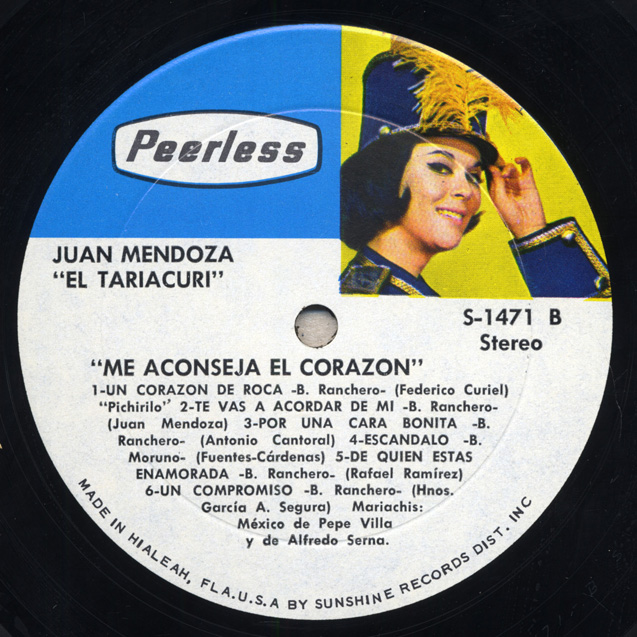 Peerless
JUAN MENDOZA
"EL TARIACURI"
S-1471 B
Stereo
"ME ACONSEJA EL CORAZON"
1-UN CORAZON DE ROCA -B. Ranchero- (Federico Curiel)
"Pichirilo" 2-TE VAS A ACORDAR DE MI -B. Ranchero-
(Juan Mendoza) 3-POR UNA CARA BONITA -B.
Ranchero- (Antonio Cantoral) 4-ESCANDALO -B.
Moruno- (Fuentes-Cárdenas) 5-DE QUIEN ESTAS
ENAMORADA -B. Ranchero- (Rafael Ramírez)
6-UN COMPROMISO -B. Ranchero- (Hnos.
García A. Segura) Mariachis:
México de Pepe Villa
y de Alfredo Serna.
MADE IN HIALEAH, FLA.U.S.A BY SUNSHINE RECORDS DIST. INC